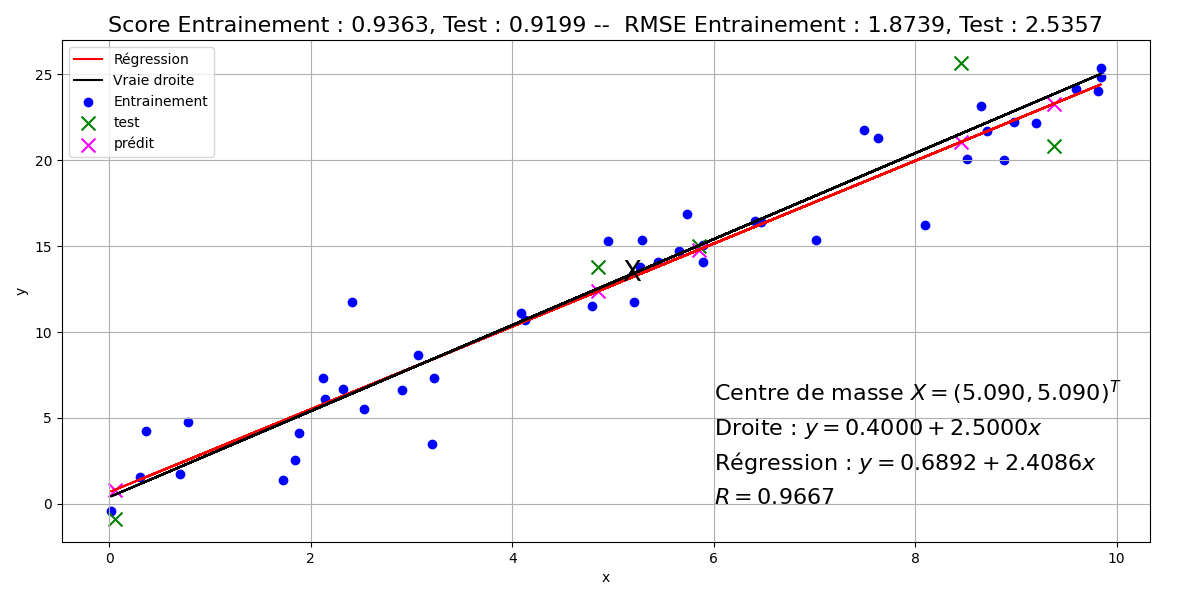 Score Entrainement : 0.9363, Test : 0.9199 --  RMSE Entrainement : 1.8739, Test : 2.5357
Régression
Vraie droite
Entrainement
test
prédit
25
20
15
10
5
0
y
X
Centre de masse X = (5.090, 5.090)^T
Droite : y = 0.4000 + 2.5000x
Régression : y = 0.6892 + 2.4086x
R = 0.9667
0 2 4 6 8 10
x